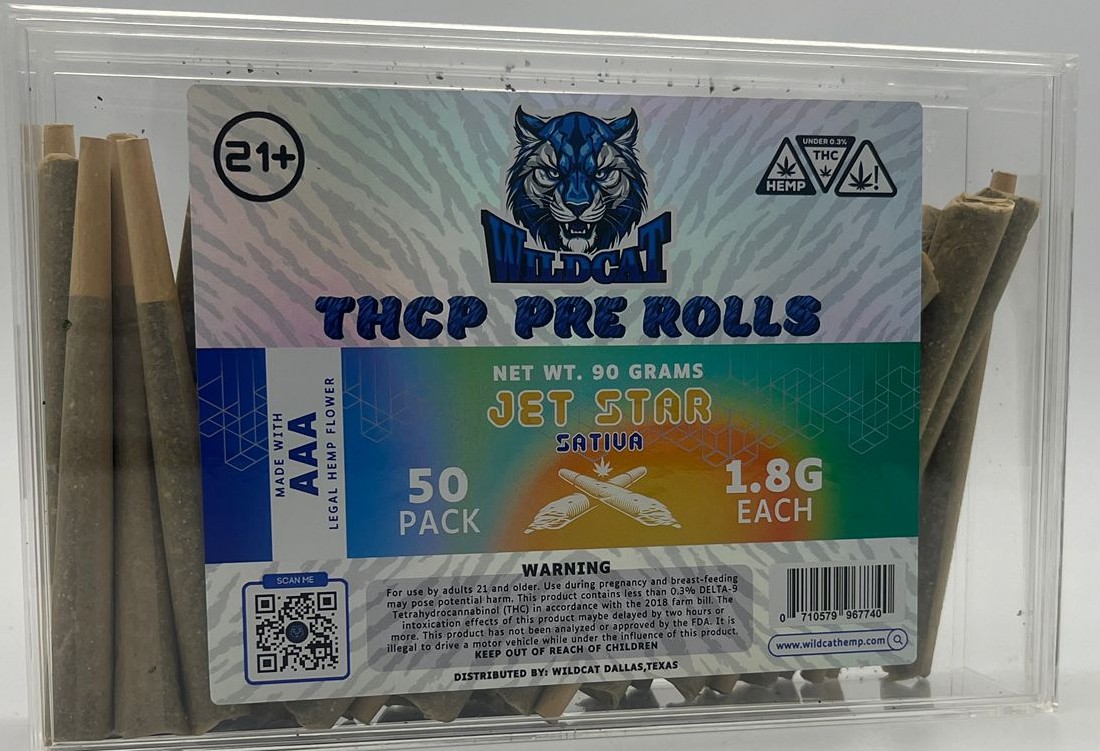 21+
WILDCAT
UNDER 0.3%
THC
HEMP
!
THCP PRE ROLLS
MADE WITH
AAA
LEGAL HEMP FLOWER
NET WT. 90 GRAMS
JET STAR
SATIVA
50
PACK
1.8G
EACH
SCAN ME
WARNING
For use by adults 21 and older. Use during pregnancy and breast-feeding
may pose potential harm. This product contains less than 0.3% DELTA-9
Tetrahydrocannabinol (THC) in accordance with the 2018 farm bill. The
intoxication effects of this product maybe delayed by two hours or
more. This product has not been analyzed or approved by the FDA. It is
illegal to drive a motor vehicle while under the influence of this product.
KEEP OUT OF REACH OF CHILDREN
DISTRIBUTED BY: WILDCAT DALLAS,TEXAS
0 710579 967740
www.wildcathemp.com